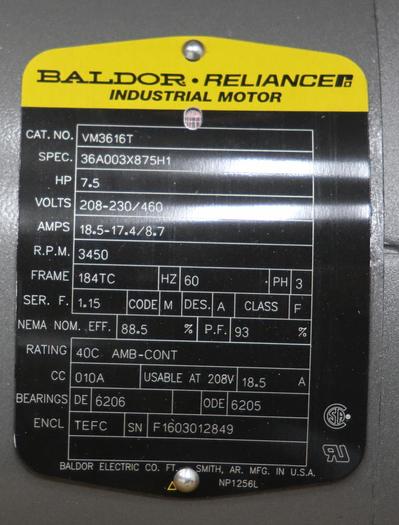 BALDOR · RELIANCE
INDUSTRIAL MOTOR
CAT. NO. VM3616T
SPEC. 36A003X875H1
HP 7.5
VOLTS 208-230/460
AMPS 18.5-17.4/8.7
R.P.M. 3450
FRAME 184TC HZ 60 PH 3
SER. F. 1.15 CODE M DES. A CLASS F
NEMA NOM. EFF. 88.5 % P.F. 93 %
RATING 40C AMB-CONT
CC 010A USABLE AT 208V 18.5 A
BEARINGS DE 6206 ODE 6205
ENCL TEFC SN F1603012849
BALDOR ELECTRIC CO. FT. SMITH, AR. MFG. IN U.S.A.
NP1256L